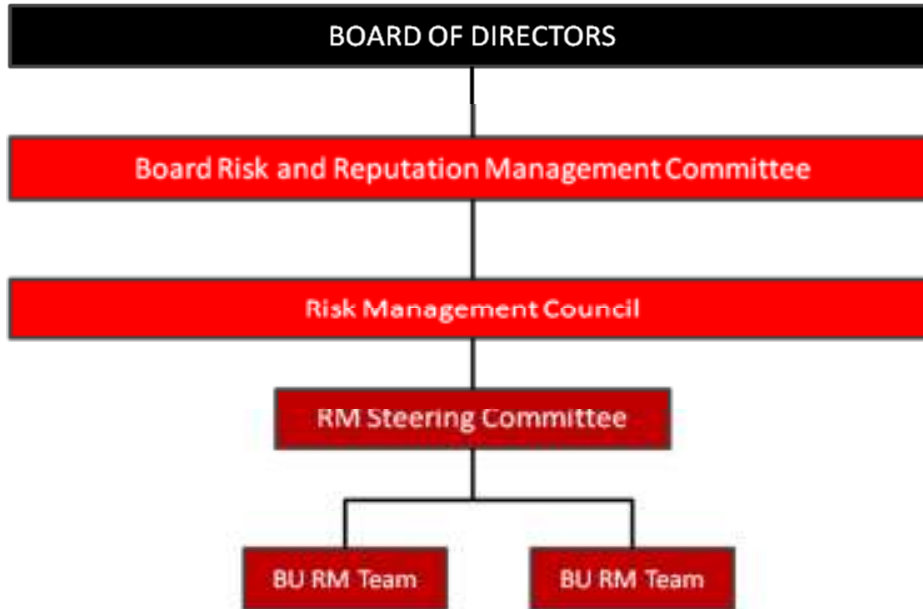 BOARD OF DIRECTORS
Board Risk and Reputation Management Committee
Risk Management Council
RM Steering Committee
BU RM Team
BU RM Team